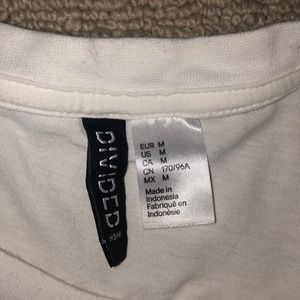 DIVIDED
H&M
EUR M
US M
CA M
CN 170/96A
MX M
Made in
Indonesia
Fabriqué en
Indonésie